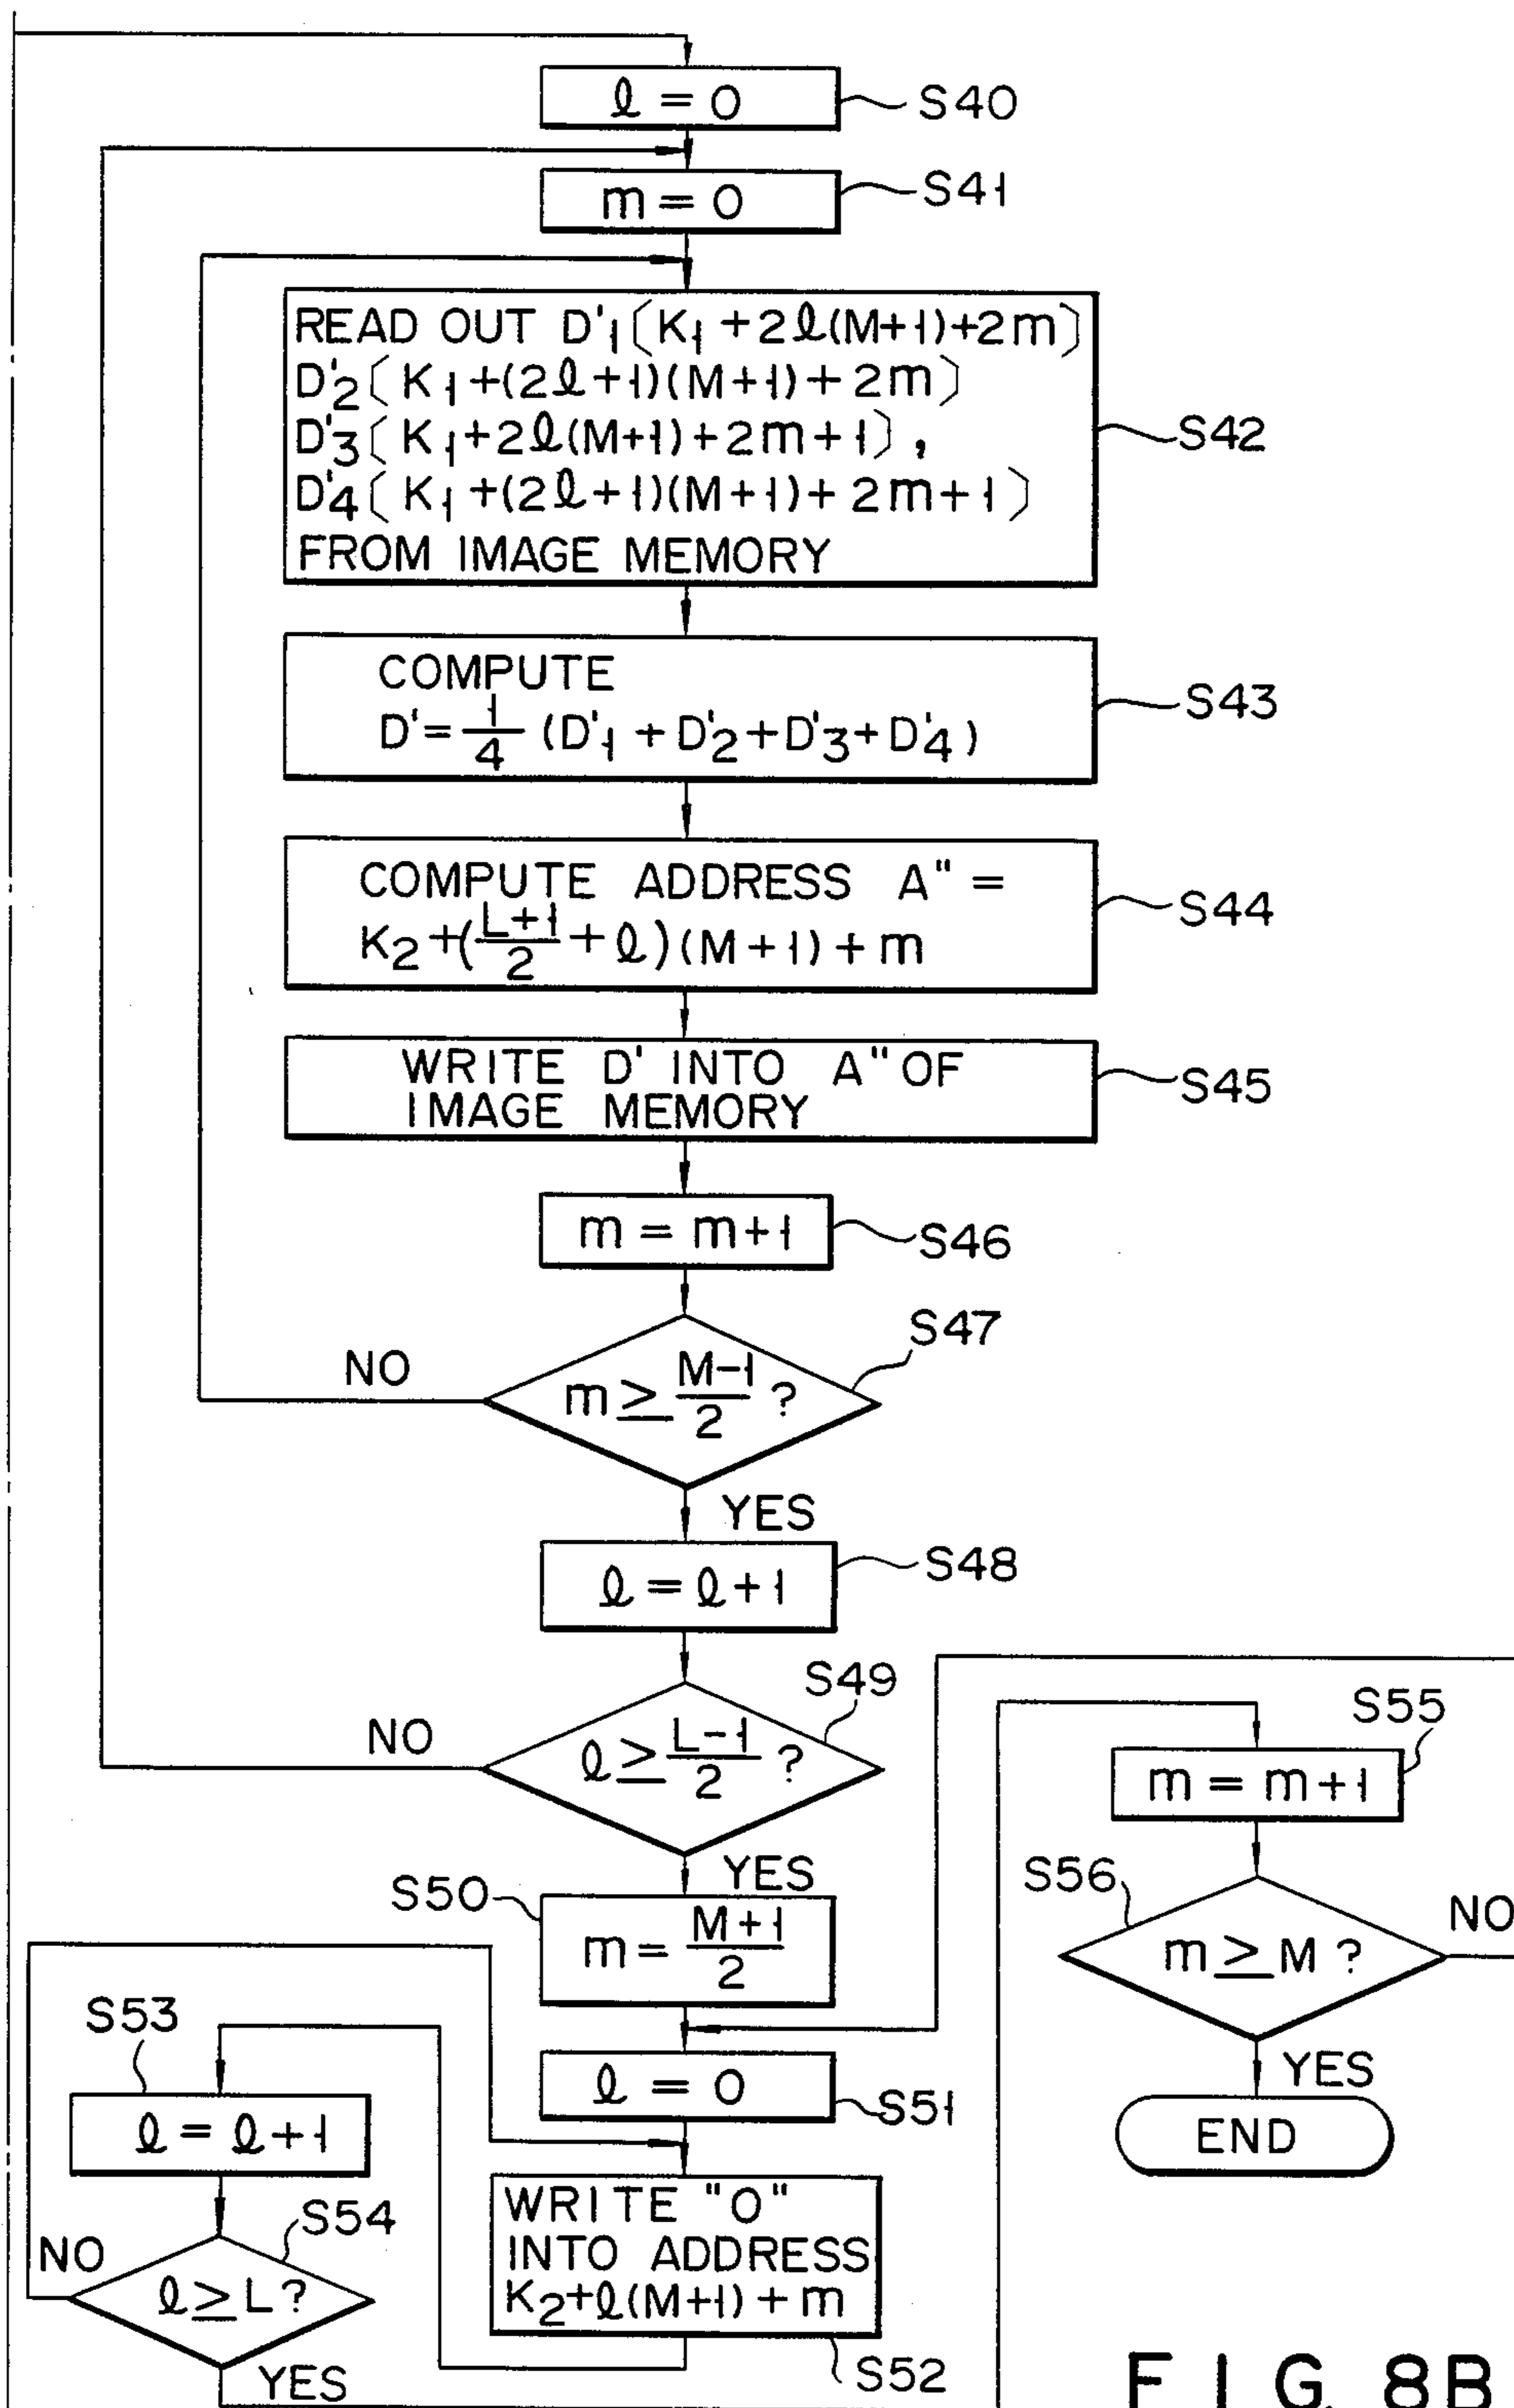 ℓ = 0
S40
m = 0
S41
READ OUT D'1[K1+2ℓ(M+1)+2m]
D'2[K1+(2ℓ+1)(M+1)+2m]
D'3[K1+2ℓ(M+1)+2m+1],
D'4[K1+(2ℓ+1)(M+1)+2m+1]
FROM IMAGE MEMORY
S42
COMPUTE
D'=1/4 (D'1+D'2+D'3+D'4)
S43
COMPUTE ADDRESS A" =
K2+(L+1/2+ℓ)(M+1)+m
S44
WRITE D' INTO A" OF
IMAGE MEMORY
S45
m = m+1
S46
S47
NO
m ≥ M-1/2 ?
YES
ℓ = ℓ+1
S48
S49
NO
ℓ ≥ L-1/2 ?
YES
S50
m = M+1/2
ℓ = 0
S51
S53
ℓ = ℓ+1
WRITE "0"
INTO ADDRESS
K2+ℓ(M+1)+m
S52
S54
NO
ℓ ≥ L?
YES
S55
m = m+1
S56
NO
m ≥ M ?
YES
END
FIG. 8B